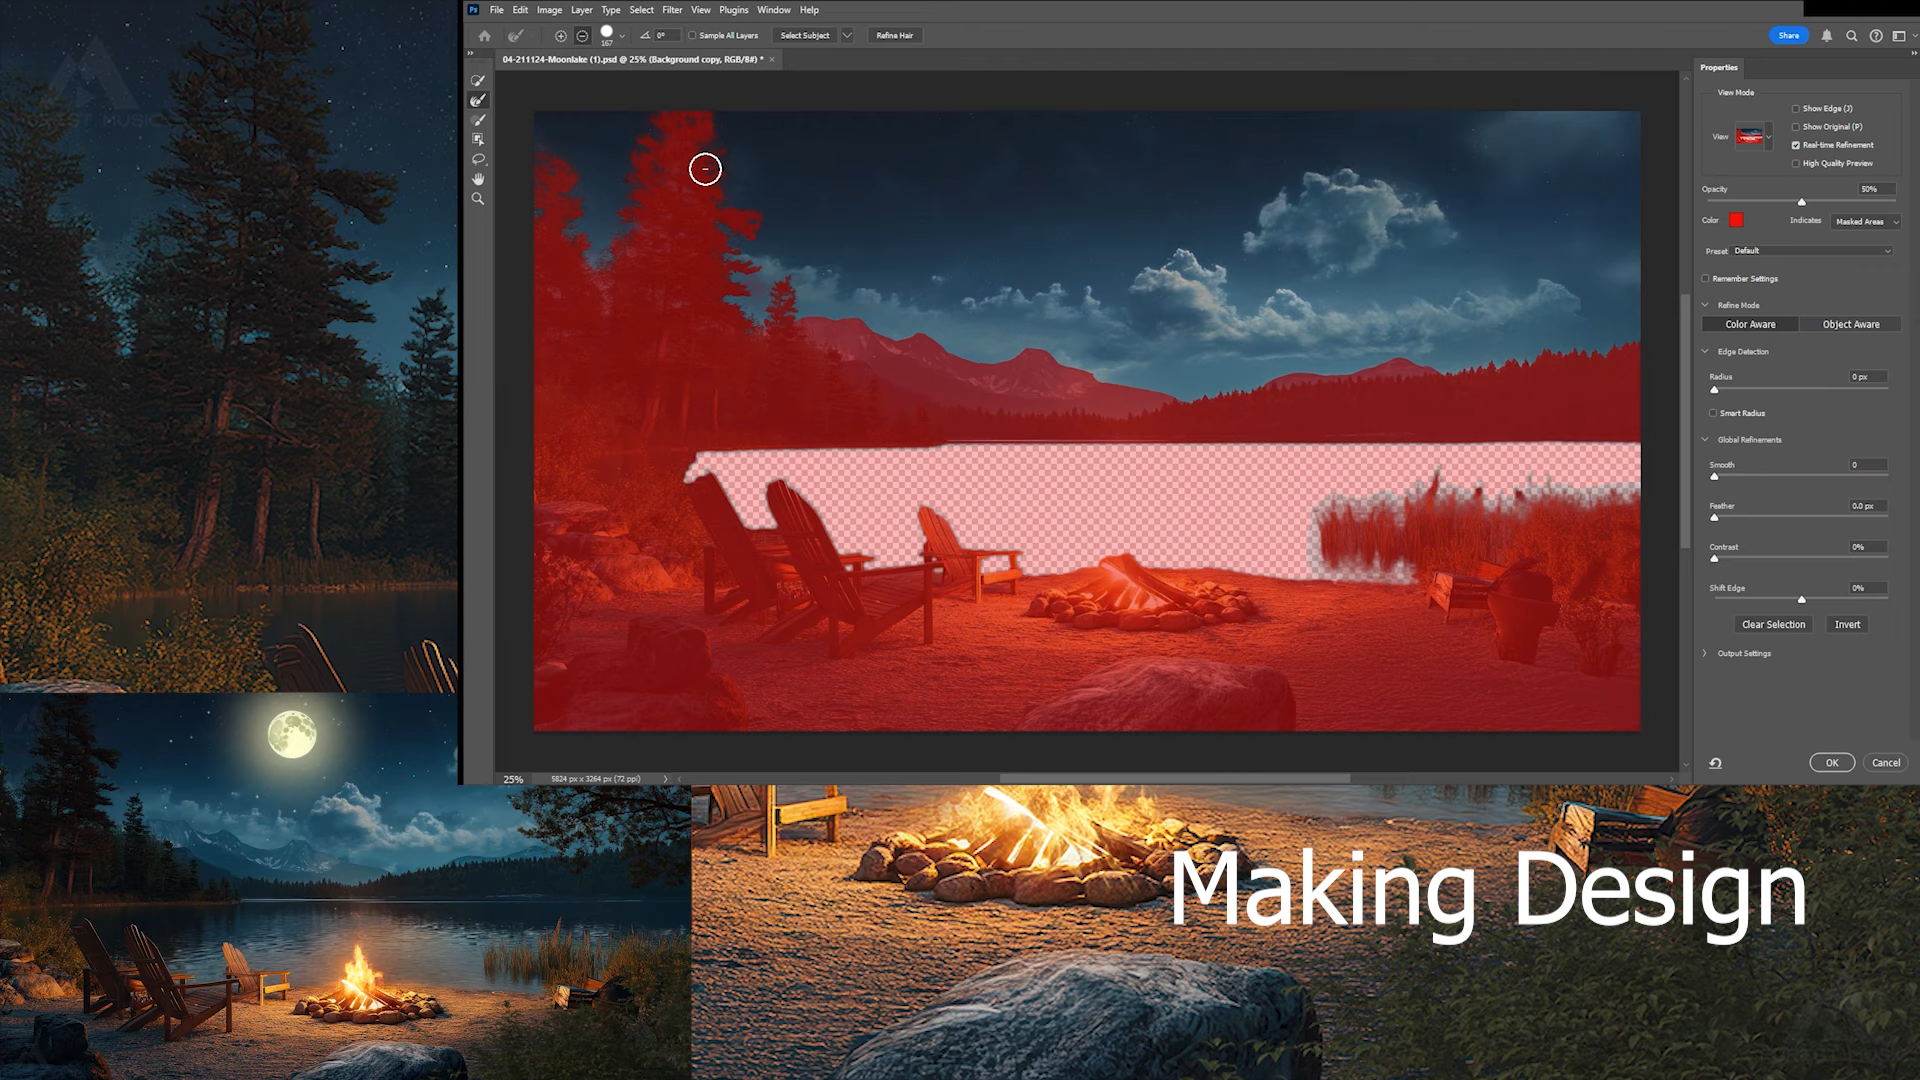 Ps File Edit Image Layer Type Select Filter View Plugins Window Help
167 0° Sample All Layers Select Subject Refine Hair Share
04-211124-Moonlake (1).psd @ 25% (Background copy, RGB/8#) * ×
Properties
View Mode
View
Show Edge (J)
Show Original (P)
Real-time Refinement
High Quality Preview
Opacity 50%
Color Indicates Masked Areas
Preset Default
Remember Settings
Refine Mode
Color Aware Object Aware
Edge Detection
Radius 0 px
Smart Radius
Global Refinements
Smooth 0
Feather 0.0 px
Contrast 0%
Shift Edge 0%
Clear Selection Invert
Output Settings
OK Cancel
25% 5824 px x 3264 px (72 ppi)
Making Design